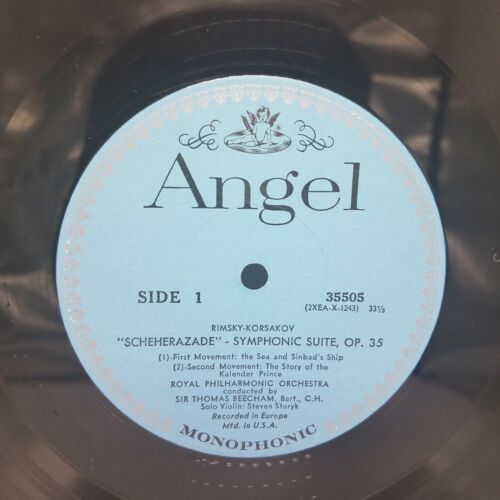 Angel
SIDE 1 35505
(2XEA-X-1243) 33⅓
RIMSKY-KORSAKOV
"SCHEHERAZADE" - SYMPHONIC SUITE, OP. 35
(1)-First Movement: the Sea and Sinbad's Ship
(2)-Second Movement: The Story of the
Kalender Prince
ROYAL PHILHARMONIC ORCHESTRA
conducted by
SIR THOMAS BEECHAM, Bart., C.H.
Solo Violin: Steven Staryk
Recorded in Europe
Mfd. in U.S.A.
MONOPHONIC